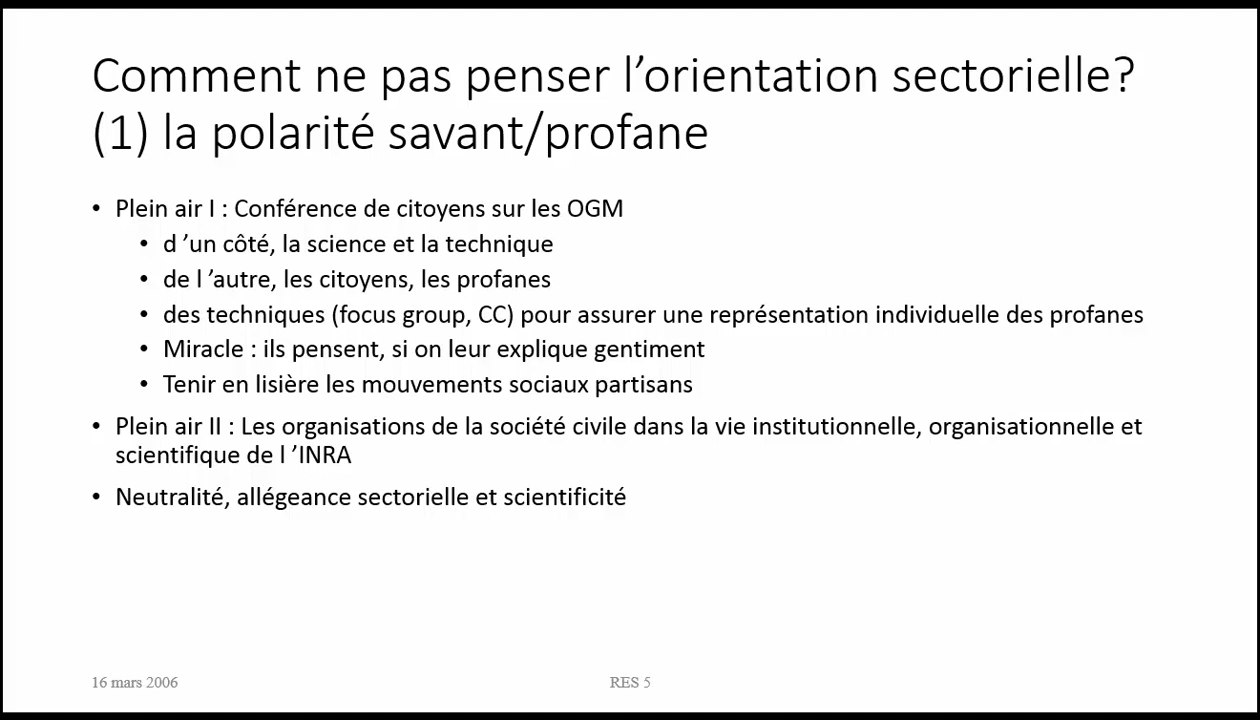 Comment ne pas penser l’orientation sectorielle?
(1) la polarité savant/profane
• Plein air I : Conférence de citoyens sur les OGM
• d ’un côté, la science et la technique
• de l ’autre, les citoyens, les profanes
• des techniques (focus group, CC) pour assurer une représentation individuelle des profanes
• Miracle : ils pensent, si on leur explique gentiment
• Tenir en lisière les mouvements sociaux partisans
• Plein air II : Les organisations de la société civile dans la vie institutionnelle, organisationnelle et
scientifique de l ’INRA
• Neutralité, allégeance sectorielle et scientificité
16 mars 2006
RES 5